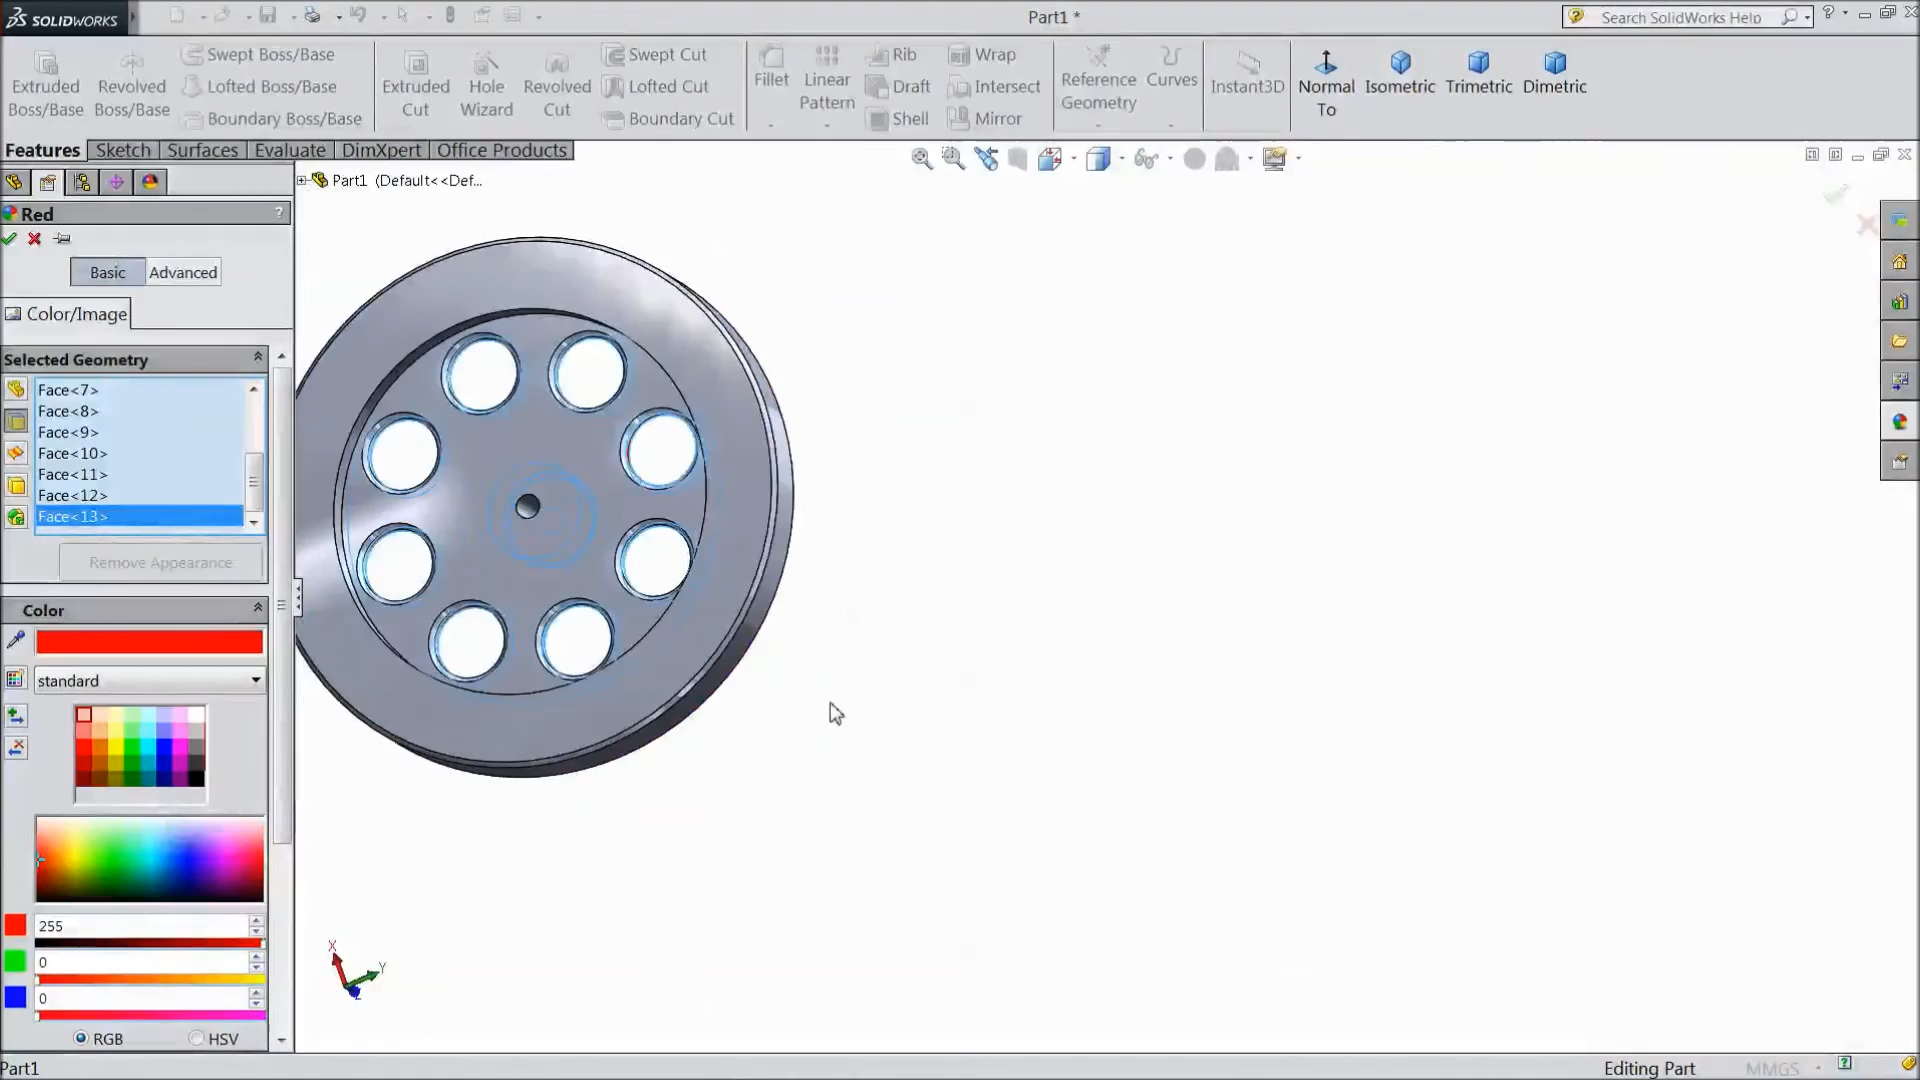 SOLIDWORKS
Part1 *
Search SolidWorks Help
Extruded Boss/Base
Revolved Boss/Base
Swept Boss/Base
Lofted Boss/Base
Boundary Boss/Base
Extruded Cut
Hole Wizard
Revolved Cut
Swept Cut
Lofted Cut
Boundary Cut
Fillet
Linear Pattern
Rib
Draft
Shell
Wrap
Intersect
Mirror
Reference Geometry
Curves
Instant3D
Normal To
Isometric
Trimetric
Dimetric
Features
Sketch
Surfaces
Evaluate
DimXpert
Office Products
Part1 (Default<<Def...
Red
?
Basic
Advanced
Color/Image
Selected Geometry
Face<7>
Face<8>
Face<9>
Face<10>
Face<11>
Face<12>
Face<13>
Remove Appearance
Color
standard
255
0
0
RGB
HSV
X
Y
Z
Part1
Editing Part
MMGS